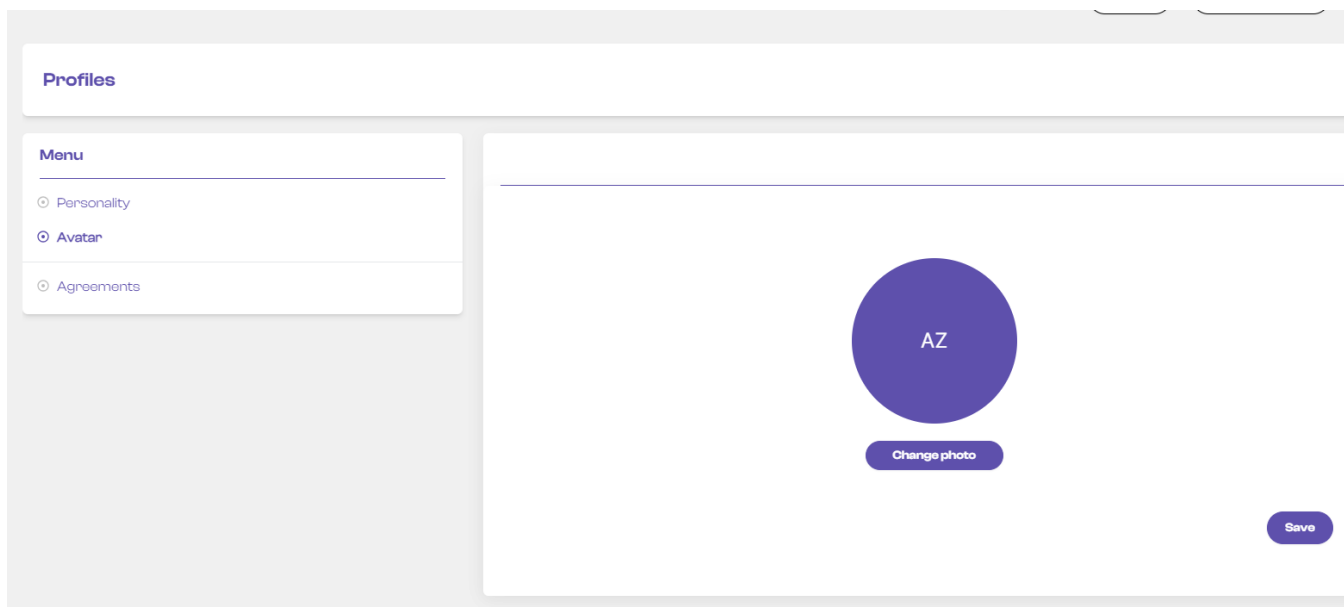 Profiles
Menu
Personality
Avatar
Agreements
AZ
Change photo
Save